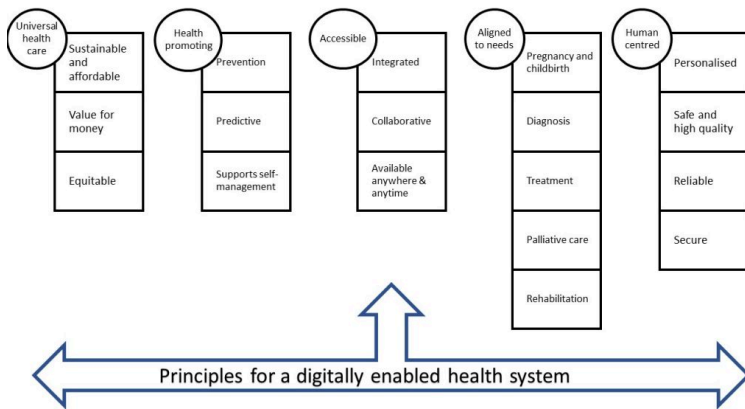 Universal
health
care
Sustainable
and
affordable
Value for
money
Equitable
Health
promoting
Prevention
Predictive
Supports self-
management
Accessible
Integrated
Collaborative
Available
anywhere &
anytime
Aligned
to needs
Pregnancy and
childbirth
Diagnosis
Treatment
Palliative care
Rehabilitation
Human
centred
Personalised
Safe and
high quality
Reliable
Secure
Principles for a digitally enabled health system